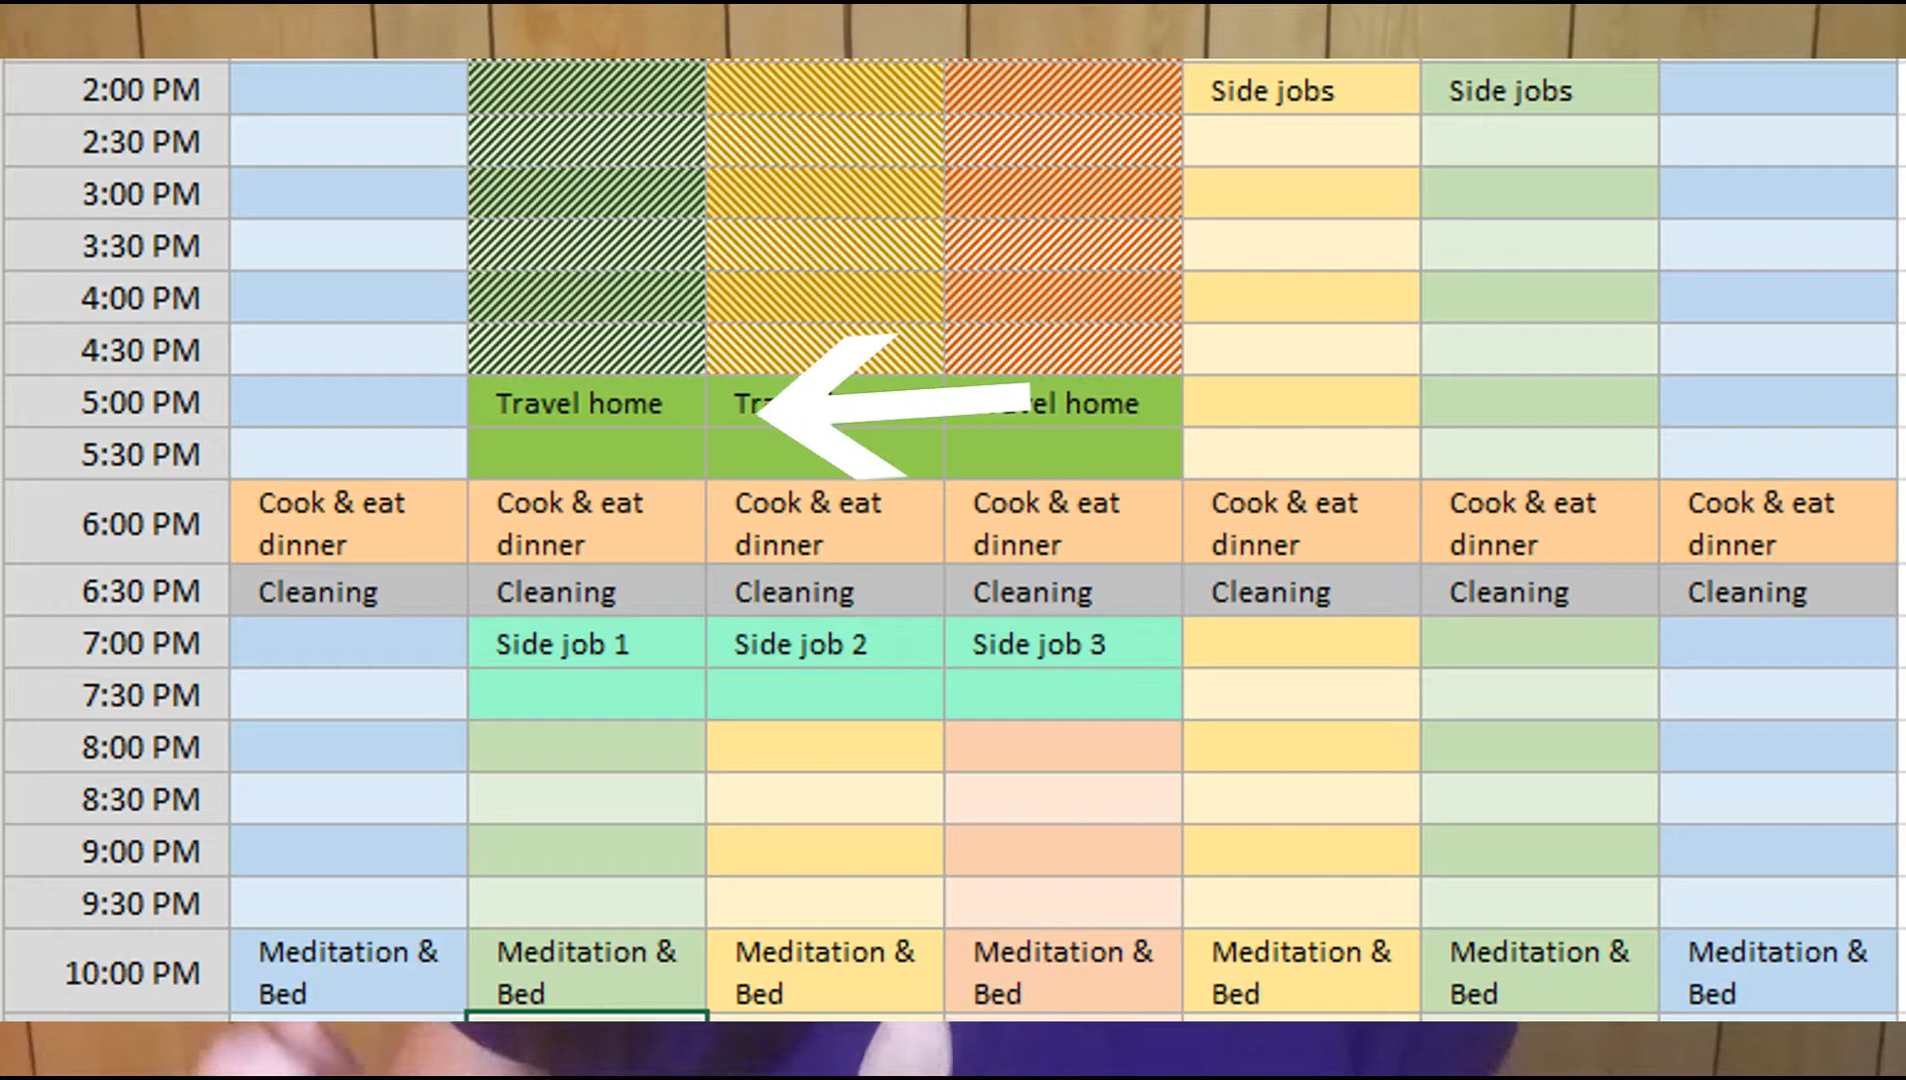 2:00 PM Side jobs Side jobs
2:30 PM
3:00 PM
3:30 PM
4:00 PM
4:30 PM
5:00 PM Travel home home
5:30 PM
6:00 PM Cook & eat dinner Cook & eat dinner Cook & eat dinner Cook & eat dinner Cook & eat dinner Cook & eat dinner Cook & eat dinner
6:30 PM Cleaning Cleaning Cleaning Cleaning Cleaning Cleaning Cleaning
7:00 PM Side job 1 Side job 2 Side job 3
7:30 PM
8:00 PM
8:30 PM
9:00 PM
9:30 PM
10:00 PM Meditation & Bed Meditation & Bed Meditation & Bed Meditation & Bed Meditation & Bed Meditation & Bed Meditation & Bed